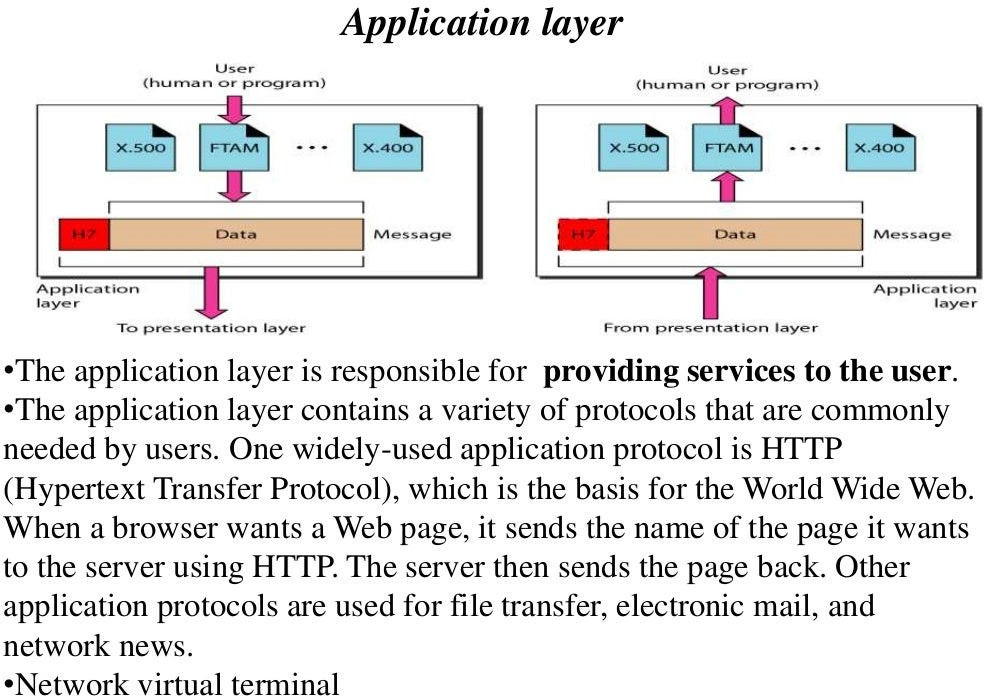 Application layer
User
(human or program)
X.500 FTAM ••• X.400
H7 Data Message
Application
layer
To presentation layer
User
(human or program)
X.500 FTAM ••• X.400
H7 Data Message
Application
layer
From presentation layer
•The application layer is responsible for providing services to the user.
•The application layer contains a variety of protocols that are commonly
needed by users. One widely-used application protocol is HTTP
(Hypertext Transfer Protocol), which is the basis for the World Wide Web.
When a browser wants a Web page, it sends the name of the page it wants
to the server using HTTP. The server then sends the page back. Other
application protocols are used for file transfer, electronic mail, and
network news.
•Network virtual terminal